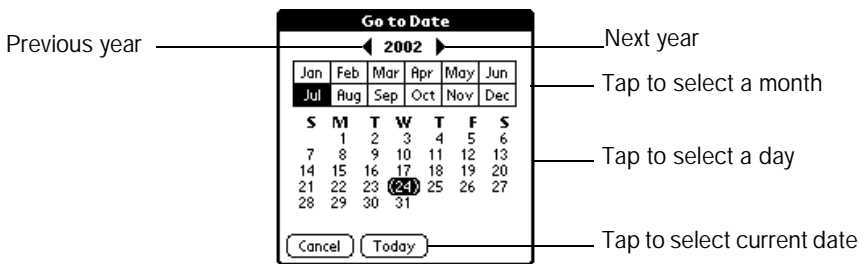 Go to Date
Previous year
2002
Next year
Jan Feb Mar Apr May Jun
Tap to select a month
Jul Aug Sep Oct Nov Dec
S M T W T F S
1 2 3 4 5 6
7 8 9 10 11 12 13
Tap to select a day
14 15 16 17 18 19 20
21 22 23 24 25 26 27
28 29 30 31
Cancel Today
Tap to select current date